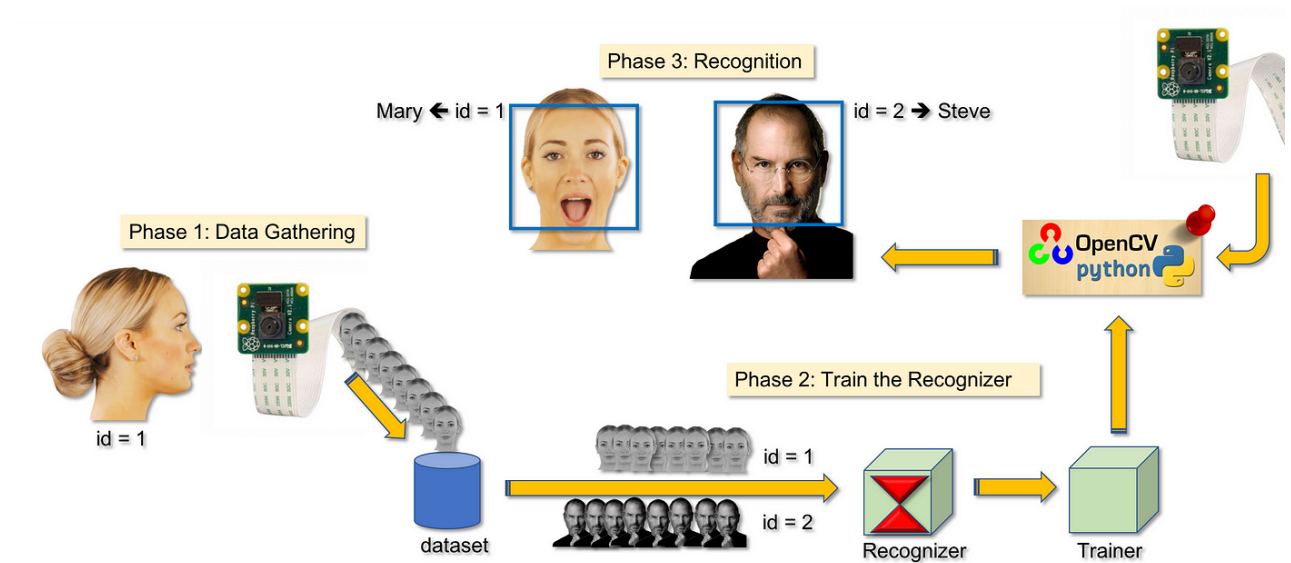 Phase 3: Recognition
Mary 🡸 id = 1
id = 2 🡺 Steve
Phase 1: Data Gathering
OpenCV
python
Phase 2: Train the Recognizer
id = 1
id = 1
id = 2
dataset
Recognizer
Trainer